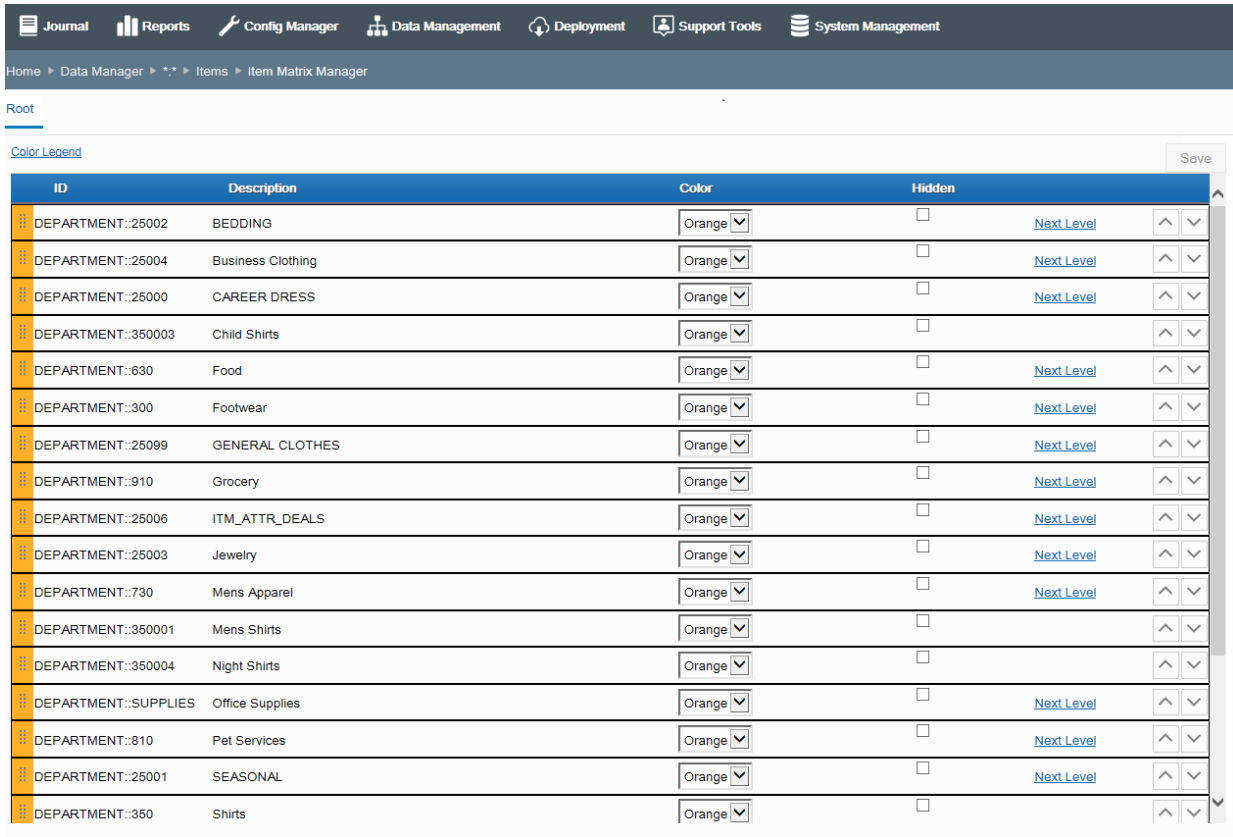 Journal Reports Config Manager Data Management Deployment Support Tools System Management
Home Data Manager *:* Items Item Matrix Manager
Root
Color Legend
Save
ID Description Color Hidden
DEPARTMENT::25002 BEDDING Orange Next Level
DEPARTMENT::25004 Business Clothing Orange Next Level
DEPARTMENT::25000 CAREER DRESS Orange Next Level
DEPARTMENT::350003 Child Shirts Orange
DEPARTMENT::630 Food Orange Next Level
DEPARTMENT::300 Footwear Orange Next Level
DEPARTMENT::25099 GENERAL CLOTHES Orange Next Level
DEPARTMENT::910 Grocery Orange Next Level
DEPARTMENT::25006 ITM_ATTR_DEALS Orange Next Level
DEPARTMENT::25003 Jewelry Orange Next Level
DEPARTMENT::730 Mens Apparel Orange Next Level
DEPARTMENT::350001 Mens Shirts Orange
DEPARTMENT::350004 Night Shirts Orange
DEPARTMENT::SUPPLIES Office Supplies Orange Next Level
DEPARTMENT::810 Pet Services Orange Next Level
DEPARTMENT::25001 SEASONAL Orange Next Level
DEPARTMENT::350 Shirts Orange